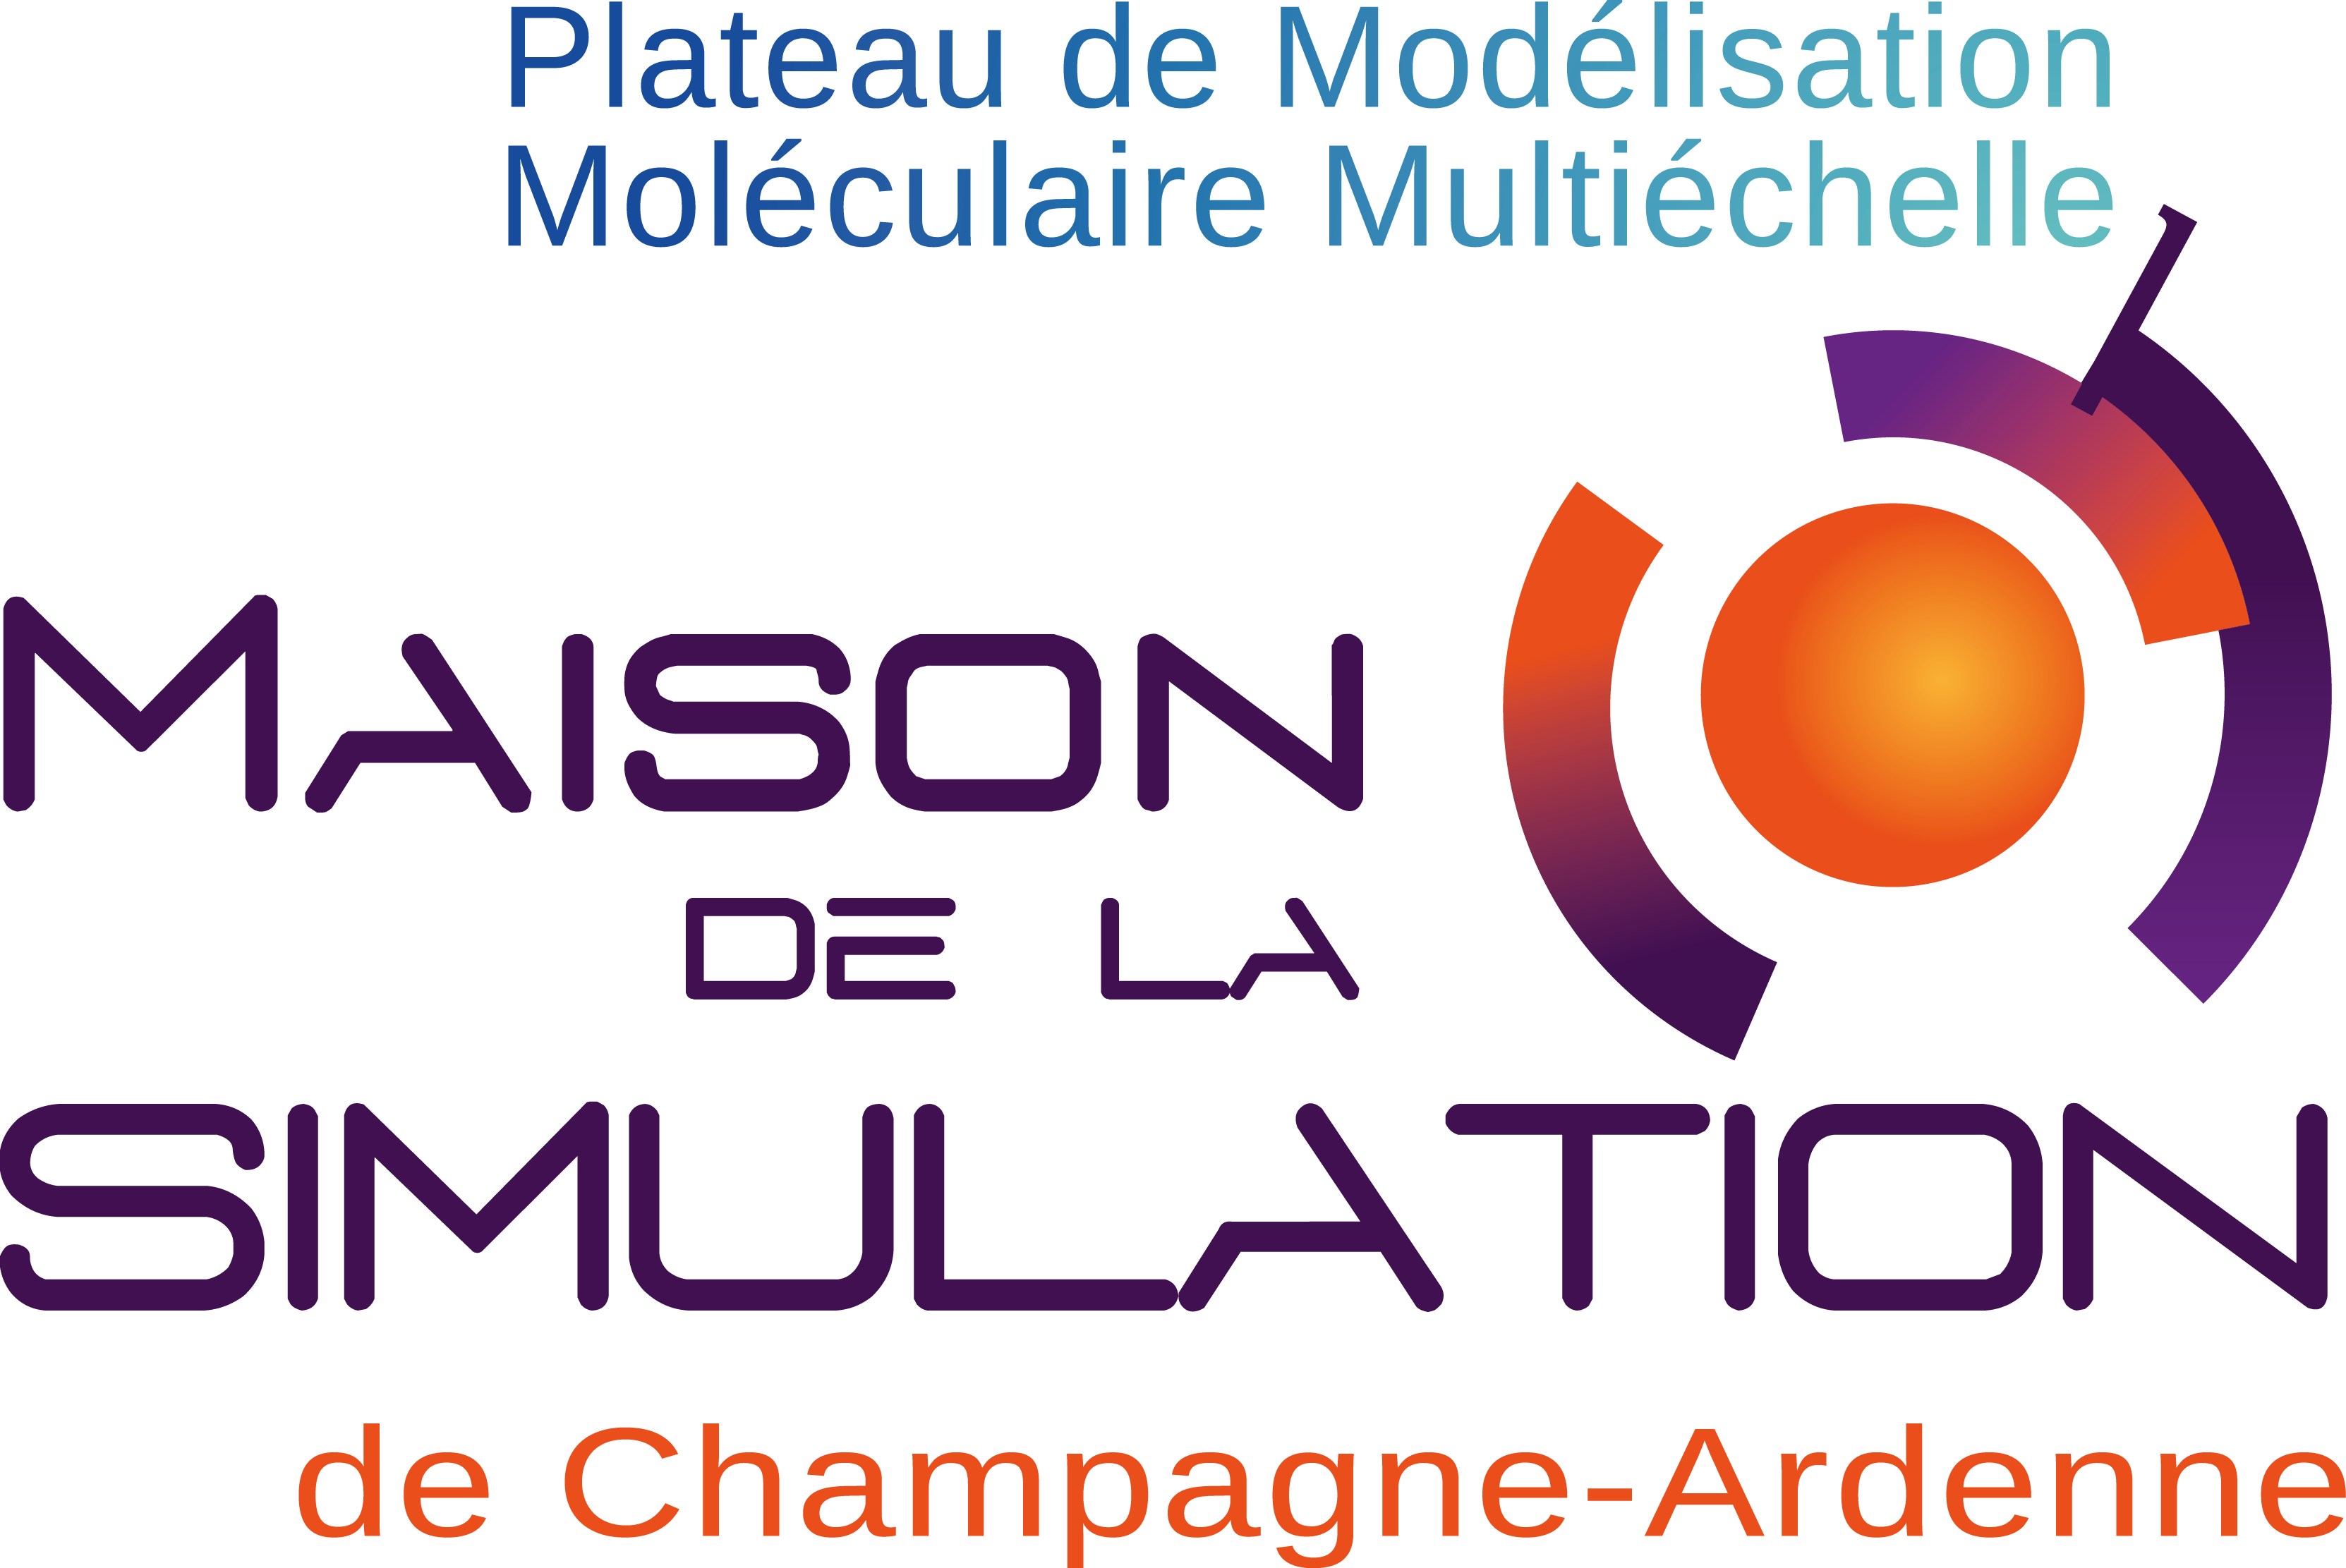 Plateau de Modélisation
Moléculaire Multiéchelle
MAISON
DE LA
SIMULATION
de Champagne-Ardenne